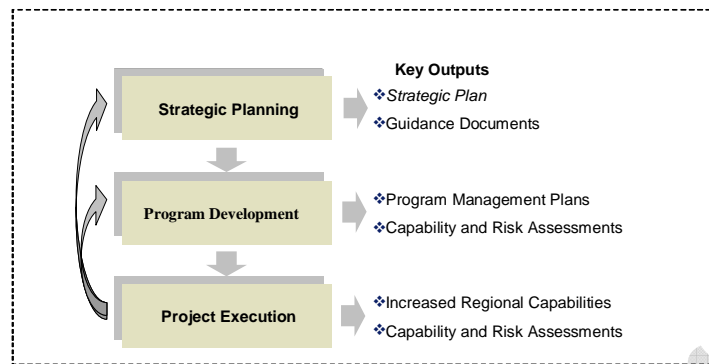 Key Outputs
Strategic Planning
❖Strategic Plan
❖Guidance Documents
Program Development
❖Program Management Plans
❖Capability and Risk Assessments
Project Execution
❖Increased Regional Capabilities
❖Capability and Risk Assessments